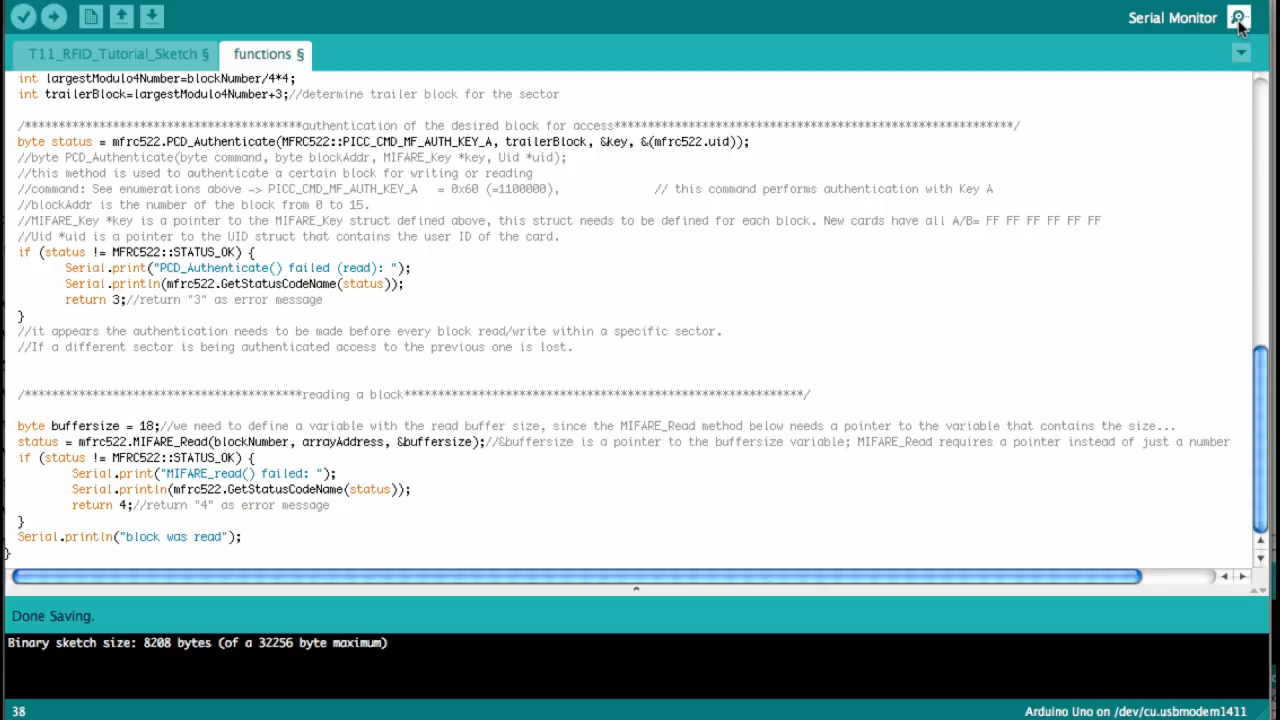 Serial Monitor
T11_RFID_Tutorial_Sketch §
functions §
int largestModulo4Number=blockNumber/4*4;
int trailerBlock=largestModulo4Number+3;//determine trailer block for the sector
/*****************************************authentication of the desired block for access***********************************************************/
byte status = mfrc522.PCD_Authenticate(MFRC522::PICC_CMD_MF_AUTH_KEY_A, trailerBlock, &key, &(mfrc522.uid));
//byte PCD_Authenticate(byte command, byte blockAddr, MIFARE_Key *key, Uid *uid);
//this method is used to authenticate a certain block for writing or reading
//command: See enumerations above -> PICC_CMD_MF_AUTH_KEY_A = 0x60 (=1100000), // this command performs authentication with Key A
//blockAddr is the number of the block from 0 to 15.
//MIFARE_Key *key is a pointer to the MIFARE_Key struct defined above, this struct needs to be defined for each block. New cards have all A/B= FF FF FF FF FF FF
//Uid *uid is a pointer to the UID struct that contains the user ID of the card.
if (status != MFRC522::STATUS_OK) {
Serial.print("PCD_Authenticate() failed (read): ");
Serial.println(mfrc522.GetStatusCodeName(status));
return 3;//return "3" as error message
}
//it appears the authentication needs to be made before every block read/write within a specific sector.
//If a different sector is being authenticated access to the previous one is lost.
/*****************************************reading a block***********************************************************/
byte buffersize = 18;//we need to define a variable with the read buffer size, since the MIFARE_Read method below needs a pointer to the variable that contains the size...
status = mfrc522.MIFARE_Read(blockNumber, arrayAddress, &buffersize);//&buffersize is a pointer to the buffersize variable; MIFARE_Read requires a pointer instead of just a number
if (status != MFRC522::STATUS_OK) {
Serial.print("MIFARE_read() failed: ");
Serial.println(mfrc522.GetStatusCodeName(status));
return 4;//return "4" as error message
}
Serial.println("block was read");
}
Done Saving.
Binary sketch size: 8208 bytes (of a 32256 byte maximum)
38
Arduino Uno on /dev/cu.usbmodem1411